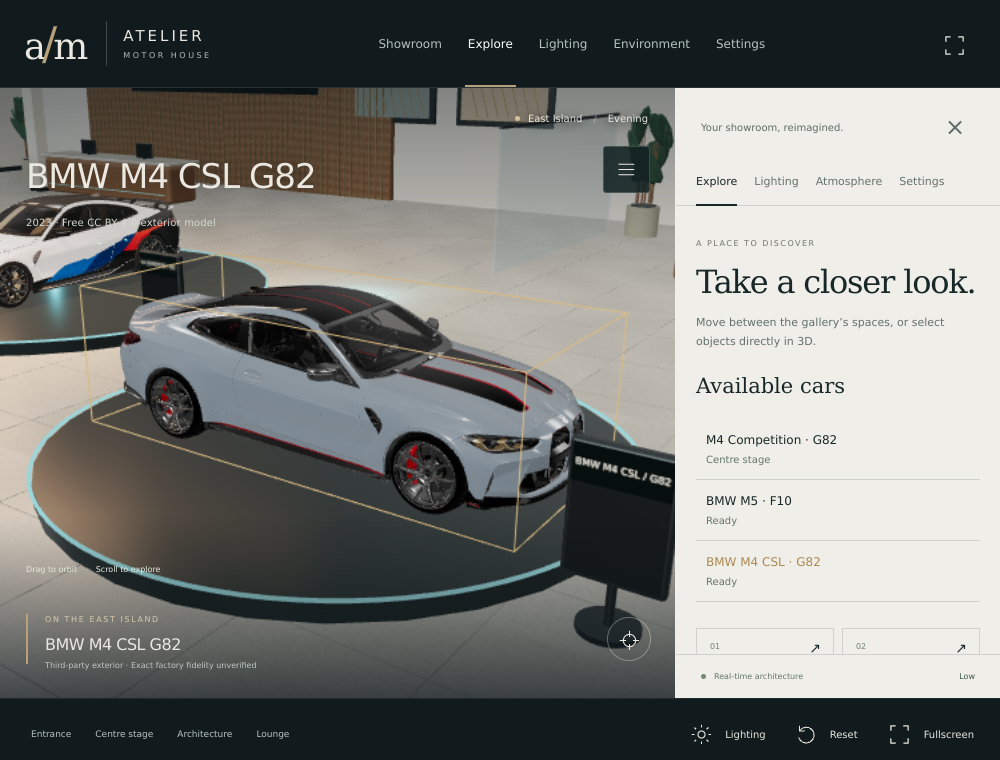 a/m
ATELIER
MOTOR HOUSE
Showroom
Explore
Lighting
Environment
Settings
East Island / Evening
BMW M4 CSL G82
2023 · Free CC BY exterior model
BMW M4 CSL / G82
Drag to orbit
Scroll to explore
ON THE EAST ISLAND
BMW M4 CSL G82
Third-party exterior · Exact factory fidelity unverified
Your showroom, reimagined.
Explore
Lighting
Atmosphere
Settings
A PLACE TO DISCOVER
Take a closer look.
Move between the gallery’s spaces, or select
objects directly in 3D.
Available cars
M4 Competition · G82
Centre stage
BMW M5 · F10
Ready
BMW M4 CSL · G82
Ready
01
02
Real-time architecture
Low
Entrance
Centre stage
Architecture
Lounge
Lighting
Reset
Fullscreen